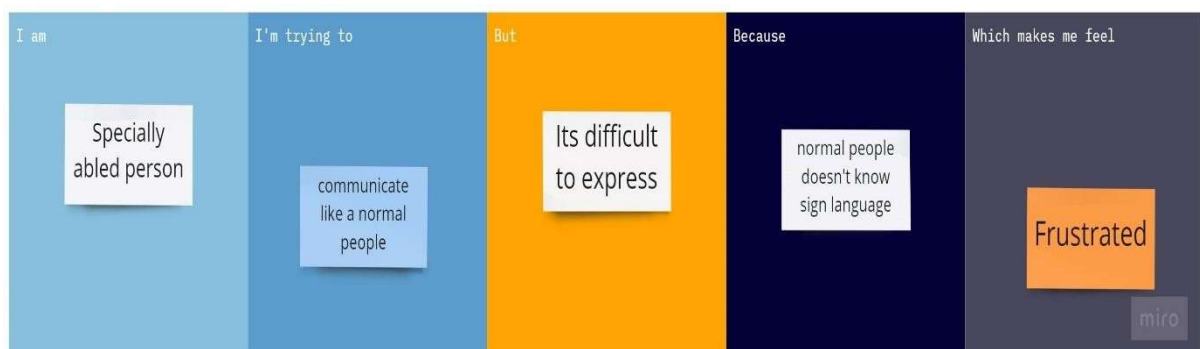 I am
Specially
abled person
I'm trying to
communicate
like a normal
people
But
Its difficult
to express
Because
normal people
doesn't know
sign language
Which makes me feel
Frustrated
miro